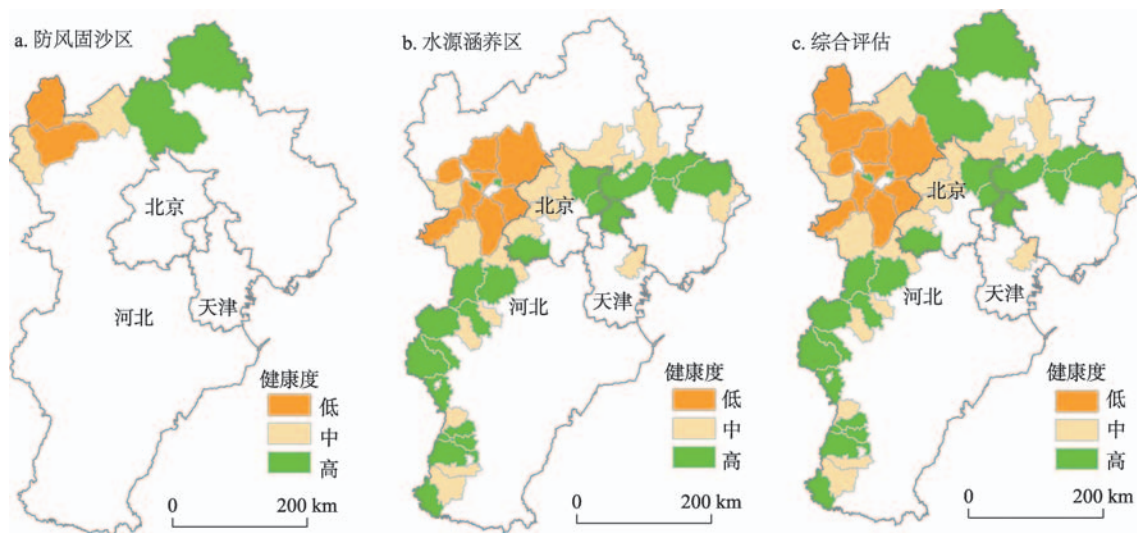 a. 防风固沙区
北京
天津
河北
健康度
低
中
高
0 200 km
b. 水源涵养区
北京
河北
天津
健康度
低
中
高
0 200 km
c. 综合评估
北京
河北
天津
健康度
低
中
高
0 200 km